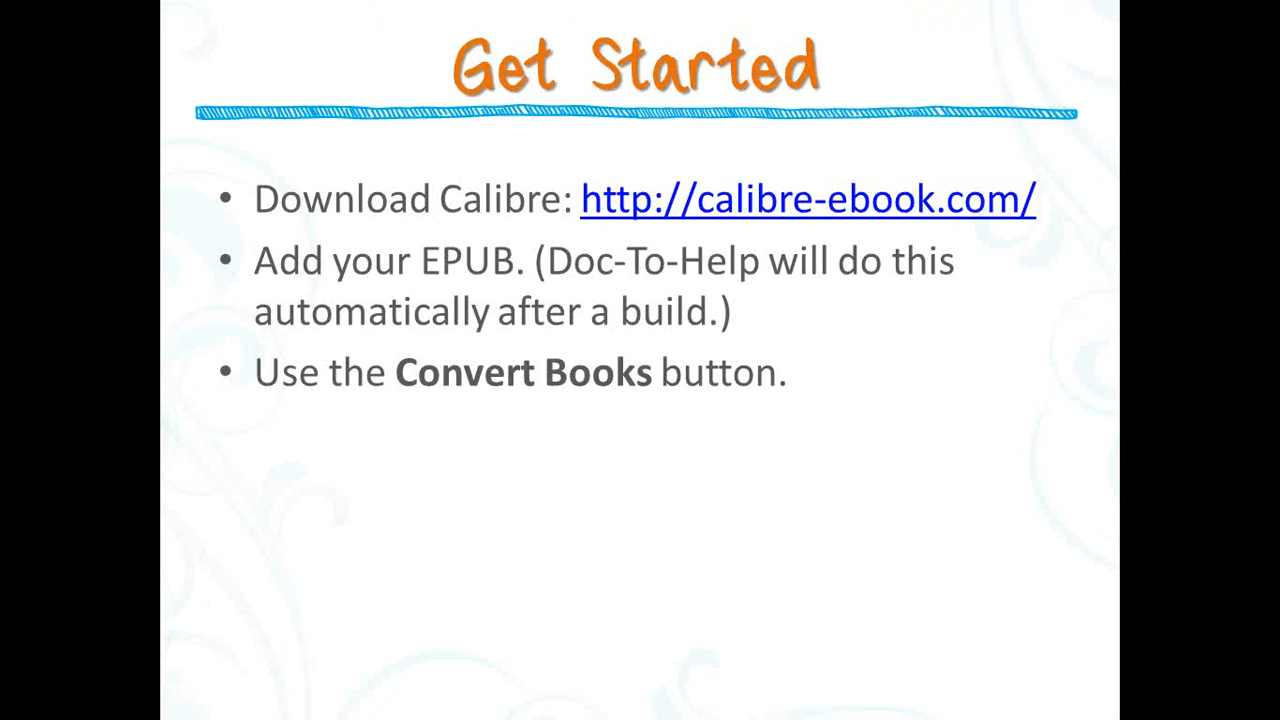 Get Started
• Download Calibre: http://calibre-ebook.com/
• Add your EPUB. (Doc-To-Help will do this
automatically after a build.)
• Use the Convert Books button.